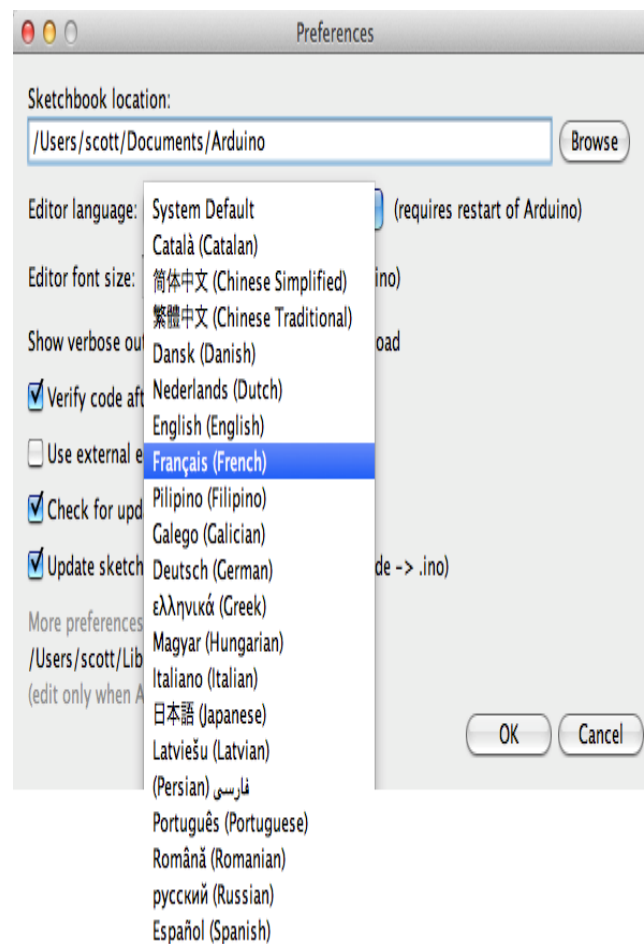 Preferences
Sketchbook location:
/Users/scott/Documents/Arduino
Browse
Editor language:
(requires restart of Arduino)
System Default
Català (Catalan)
Editor font size:
简体中文 (Chinese Simplified)
ino)
繁體中文 (Chinese Traditional)
Show verbose out
oad
Dansk (Danish)
Nederlands (Dutch)
Verify code aft
English (English)
Use external e
Français (French)
Pilipino (Filipino)
Check for upd
Galego (Galician)
Update sketch
de -> .ino)
Deutsch (German)
ελληνικά (Greek)
More preferences
Magyar (Hungarian)
/Users/scott/Lib
Italiano (Italian)
(edit only when A
日本語 (Japanese)
OK
Cancel
Latviešu (Latvian)
فارسی (Persian)
Português (Portuguese)
Română (Romanian)
русский (Russian)
Español (Spanish)